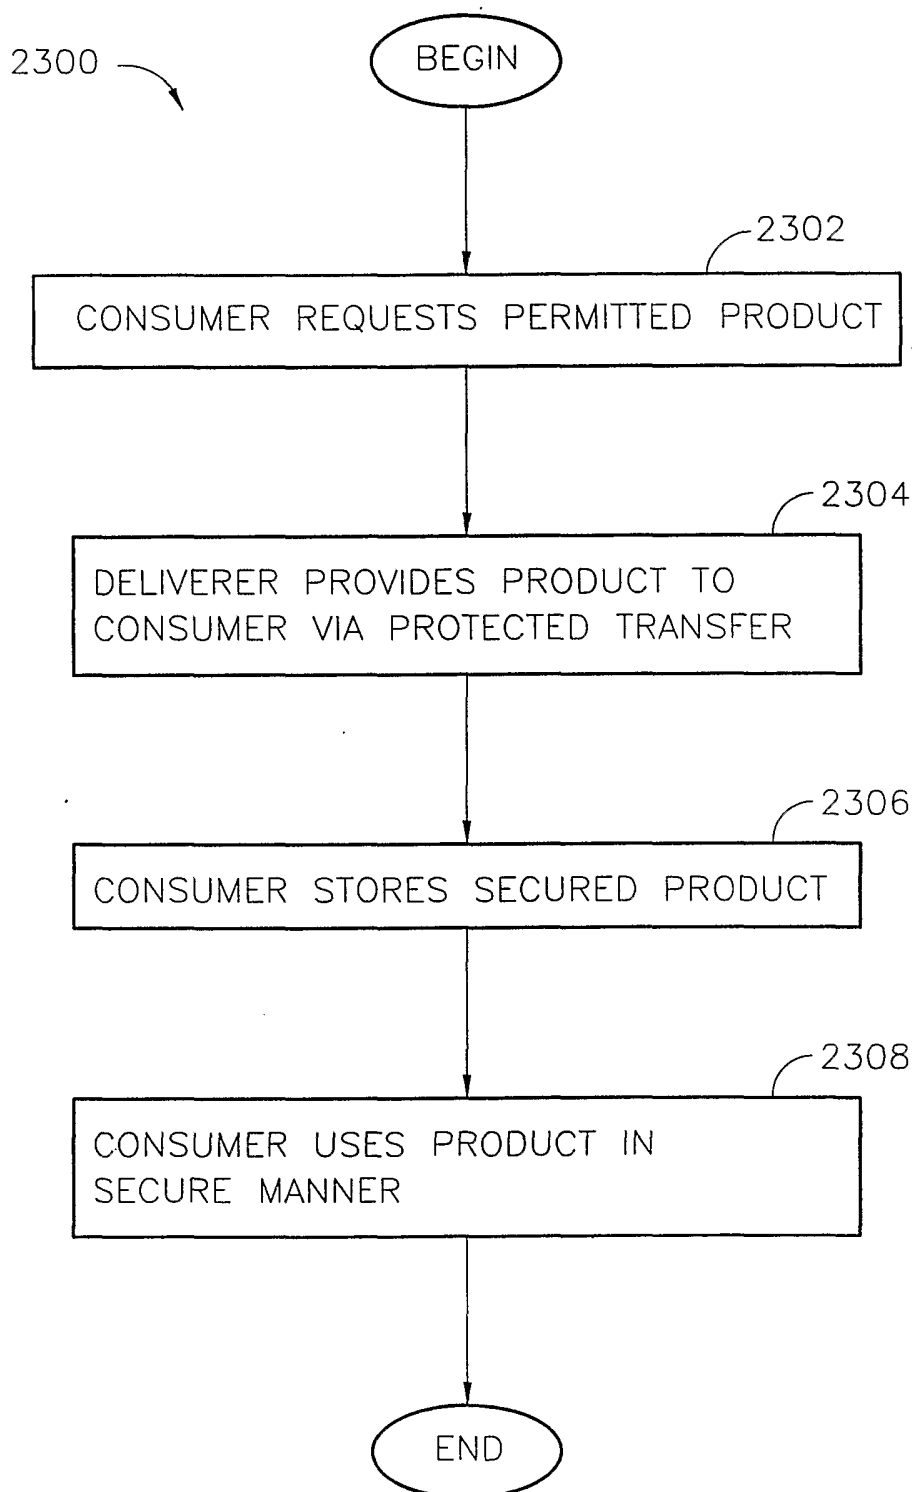 2300
BEGIN
2302
CONSUMER REQUESTS PERMITTED PRODUCT
2304
DELIVERER PROVIDES PRODUCT TO
CONSUMER VIA PROTECTED TRANSFER
2306
CONSUMER STORES SECURED PRODUCT
2308
CONSUMER USES PRODUCT IN
SECURE MANNER
END